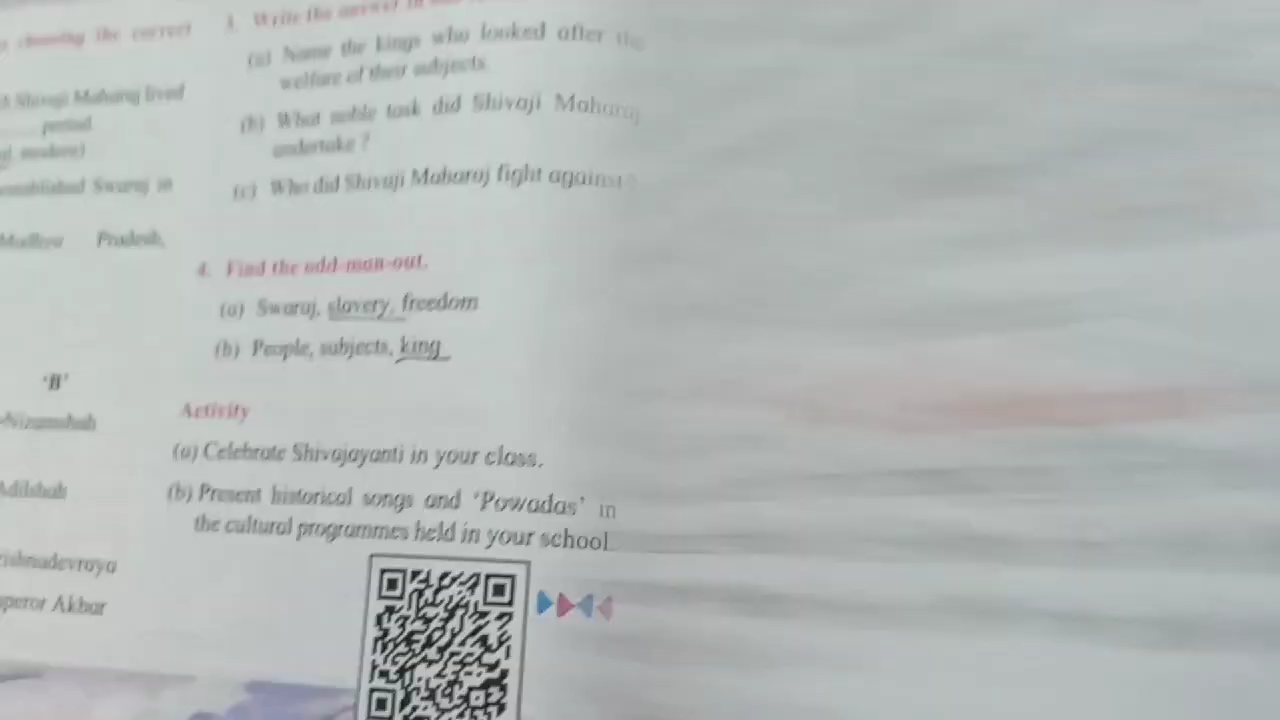 choosing the correct
Shivaji Maharaj lived
period.
modern)
established Swaraj in
Madhya Pradesh,
'B'
Nizamshah
Adilshah
Krishnadevraya
Emperor Akbar
3. Write the answer in
(a) Name the kings who looked after the
welfare of their subjects.
(b) What noble task did Shivaji Maharaj
undertake ?
(c) Who did Shivaji Maharaj fight against ?
4. Find the odd-man-out.
(a) Swaraj, slavery, freedom
(b) People, subjects, king
Activity
(a) Celebrate Shivajayanti in your class.
(b) Present historical songs and 'Powadas' in
the cultural programmes held in your school.